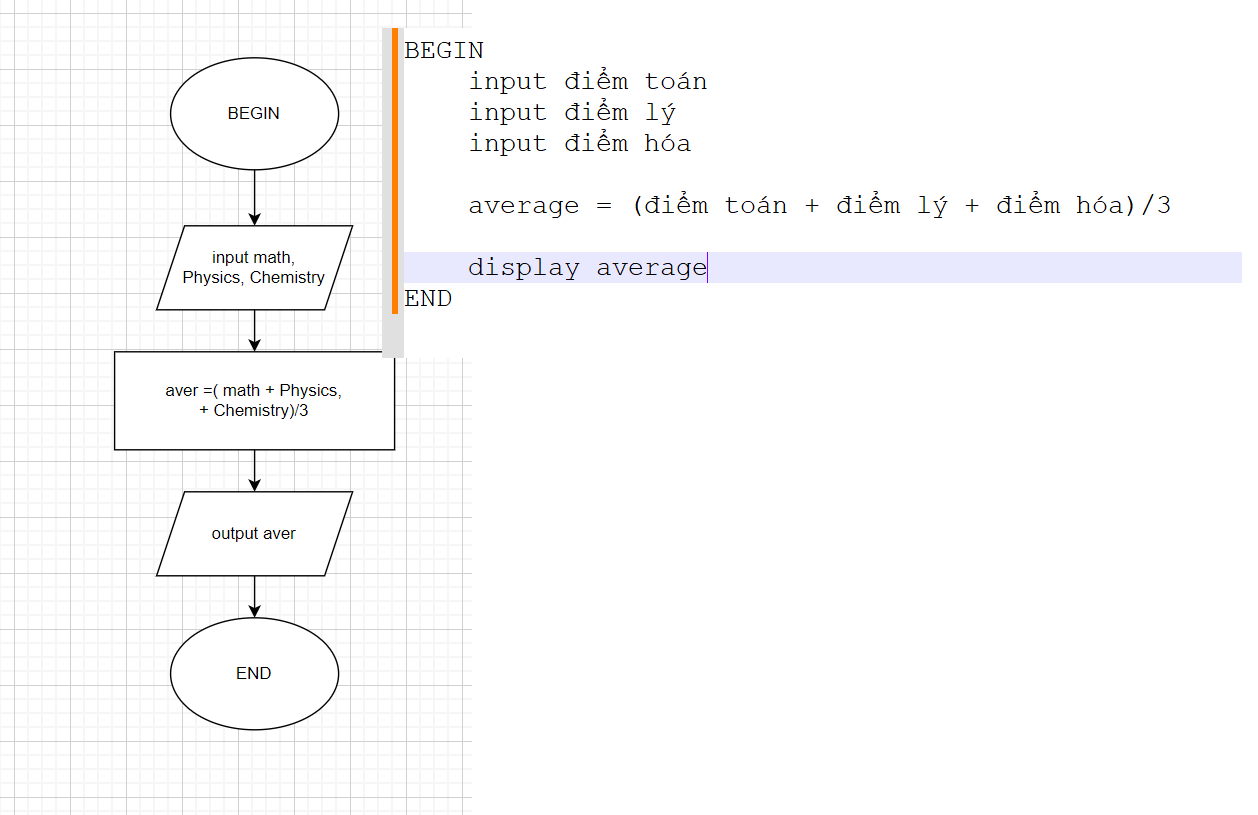 BEGIN
input math,
Physics, Chemistry
aver =( math + Physics,
+ Chemistry)/3
output aver
END
BEGIN
input điểm toán
input điểm lý
input điểm hóa
average = (điểm toán + điểm lý + điểm hóa)/3
display average
END